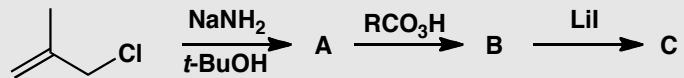 Cl
NaNH₂
t-BuOH
A
RCO₃H
B
LiI
C